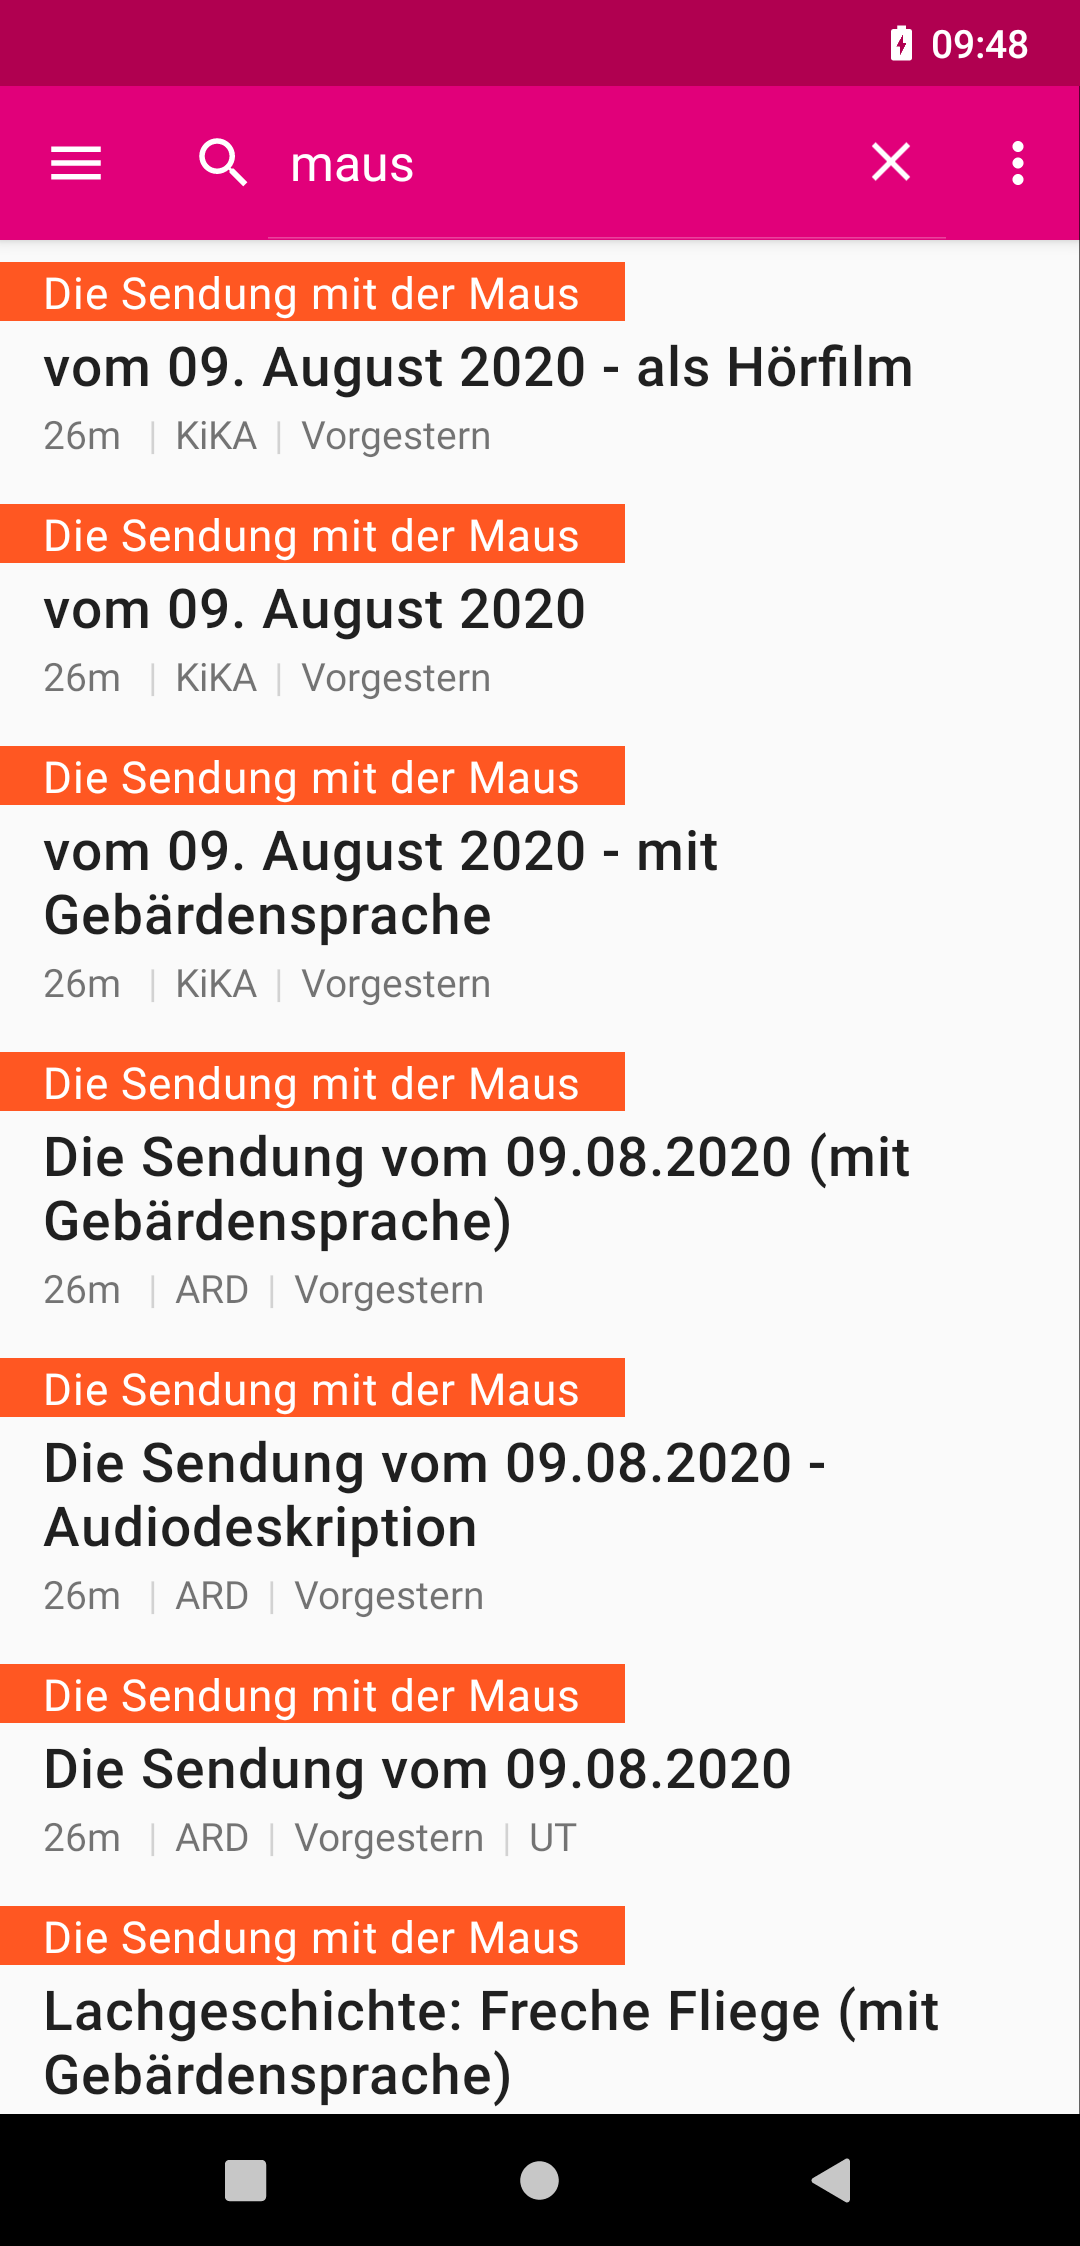 09:48
maus
Die Sendung mit der Maus
vom 09. August 2020 - als Hörfilm
26m | KiKA | Vorgestern
Die Sendung mit der Maus
vom 09. August 2020
26m | KiKA | Vorgestern
Die Sendung mit der Maus
vom 09. August 2020 - mit
Gebärdensprache
26m | KiKA | Vorgestern
Die Sendung mit der Maus
Die Sendung vom 09.08.2020 (mit
Gebärdensprache)
26m | ARD | Vorgestern
Die Sendung mit der Maus
Die Sendung vom 09.08.2020 -
Audiodeskription
26m | ARD | Vorgestern
Die Sendung mit der Maus
Die Sendung vom 09.08.2020
26m | ARD | Vorgestern | UT
Die Sendung mit der Maus
Lachgeschichte: Freche Fliege (mit
Gebärdensprache)